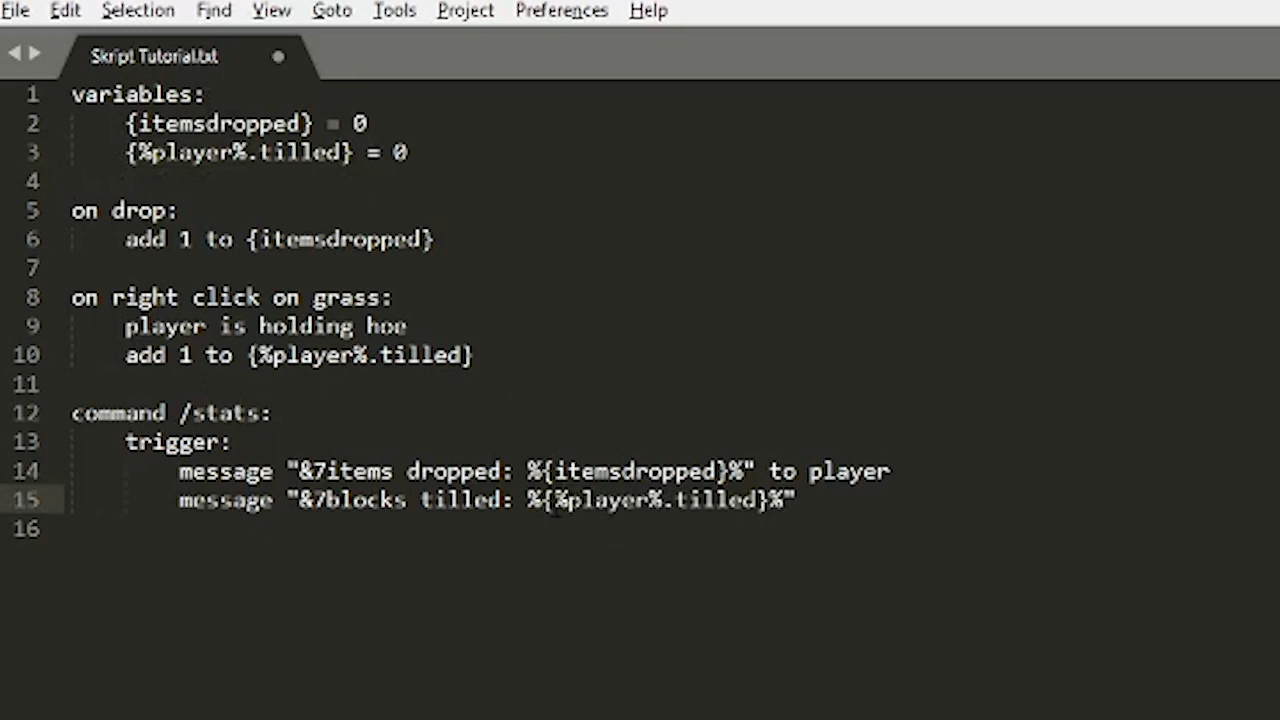 File Edit Selection Find View Goto Tools Project Preferences Help
Skript Tutorial.txt
1 variables:
2 {itemsdropped} = 0
3 {%player%.tilled} = 0
4
5 on drop:
6 add 1 to {itemsdropped}
7
8 on right click on grass:
9 player is holding hoe
10 add 1 to {%player%.tilled}
11
12 command /stats:
13 trigger:
14 message "&7items dropped: %{itemsdropped}%" to player
15 message "&7blocks tilled: %{%player%.tilled}%"
16